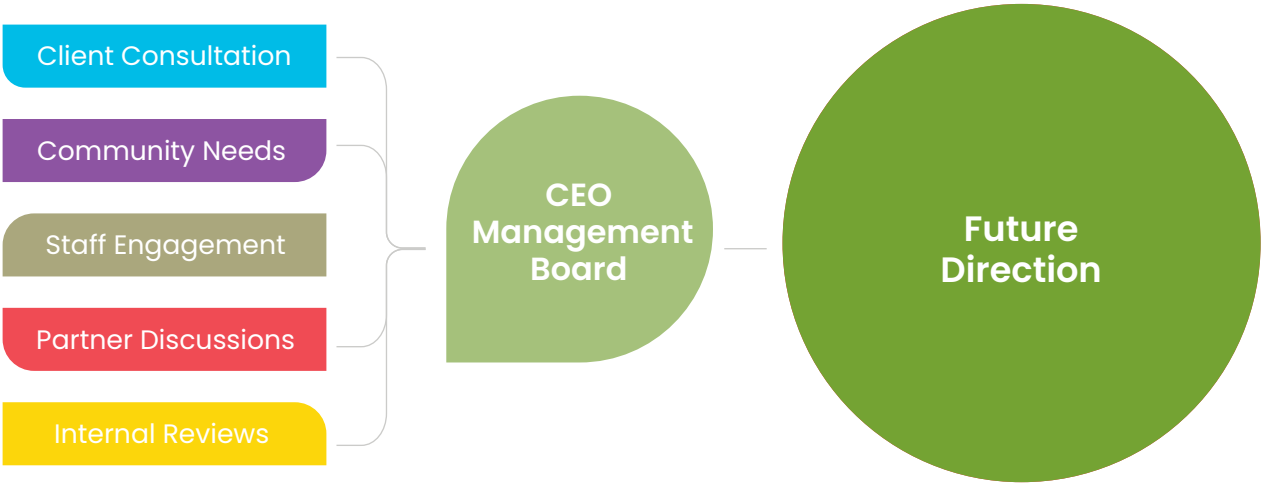 Client Consultation
Community Needs
Staff Engagement
Partner Discussions
Internal Reviews
CEO
Management
Board
Future
Direction